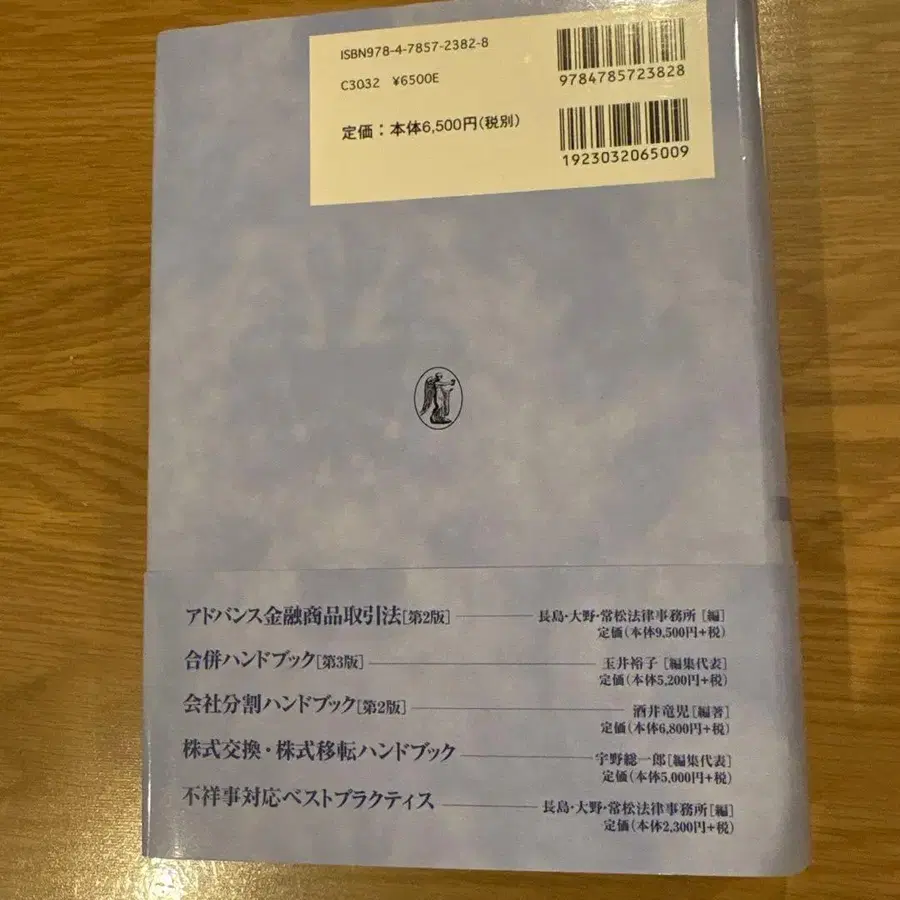 ISBN978-4-7857-2382-8
C3032 ¥6500E
定価：本体6,500円(税別)
9784785723828
1923032065009
アドバンス金融商品取引法[第2版] 長島・大野・常松法律事務所[編]
定価(本体9,500円+税)
合併ハンドブック[第3版] 玉井裕子[編集代表]
定価(本体5,200円+税)
会社分割ハンドブック[第2版] 酒井竜児[編著]
定価(本体6,800円+税)
株式交換・株式移転ハンドブック 宇野総一郎[編集代表]
定価(本体5,000円+税)
不祥事対応ベストプラクティス 長島・大野・常松法律事務所[編]
定価(本体2,300円+税)